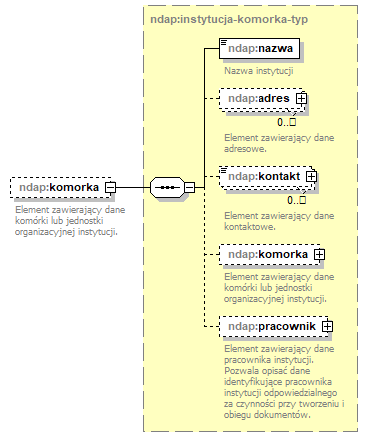 ndap:instytucja-komorka-typ
ndap:nazwa
Nazwa instytucji
ndap:adres
0..
Element zawierający dane
adresowe.
ndap:kontakt
0..
Element zawierający dane
kontaktowe.
ndap:komorka
Element zawierający dane
komórki lub jednostki
organizacyjnej instytucji.
ndap:komorka
Element zawierający dane
komórki lub jednostki
organizacyjnej instytucji.
ndap:pracownik
Element zawierający dane
pracownika instytucji.
Pozwala opisać dane
identyfikujące pracownika
instytucji odpowiedzialnego
za czynności przy tworzeniu i
obiegu dokumentów.